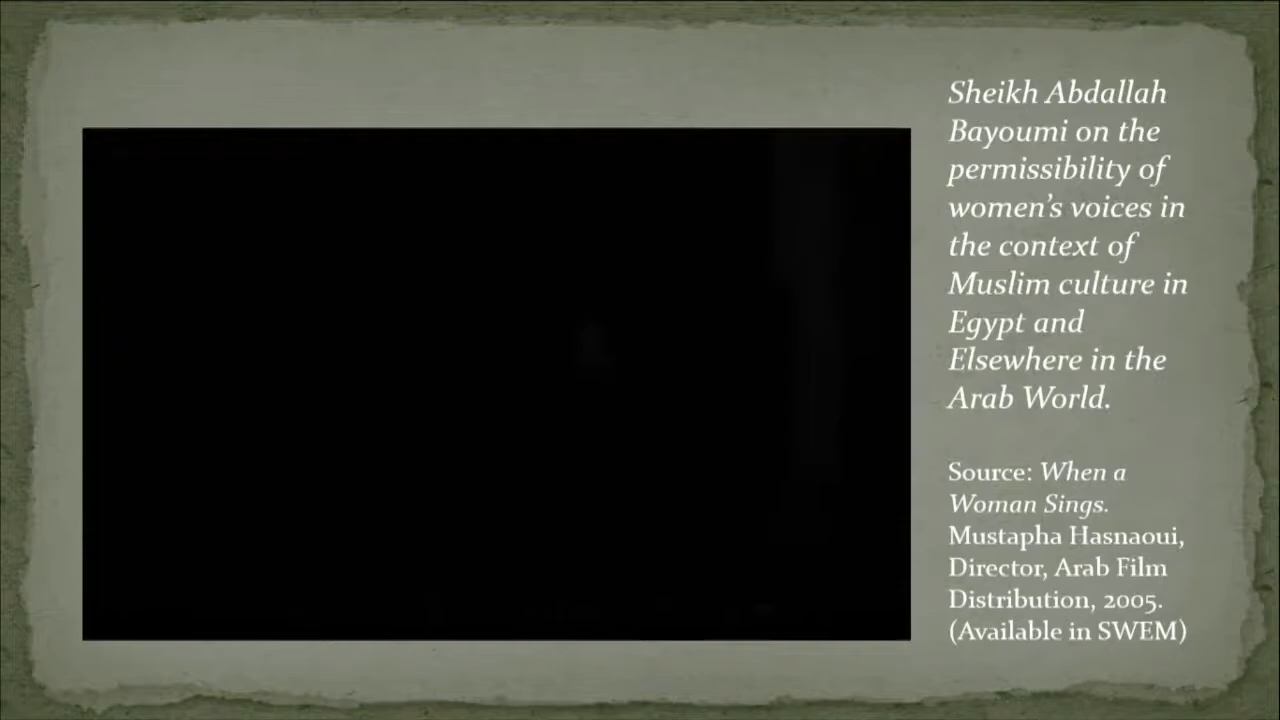 Sheikh Abdallah
Bayoumi on the
permissibility of
women's voices in
the context of
Muslim culture in
Egypt and
Elsewhere in the
Arab World.
Source: When a
Woman Sings.
Mustapha Hasnaoui,
Director, Arab Film
Distribution, 2005.
(Available in SWEM)